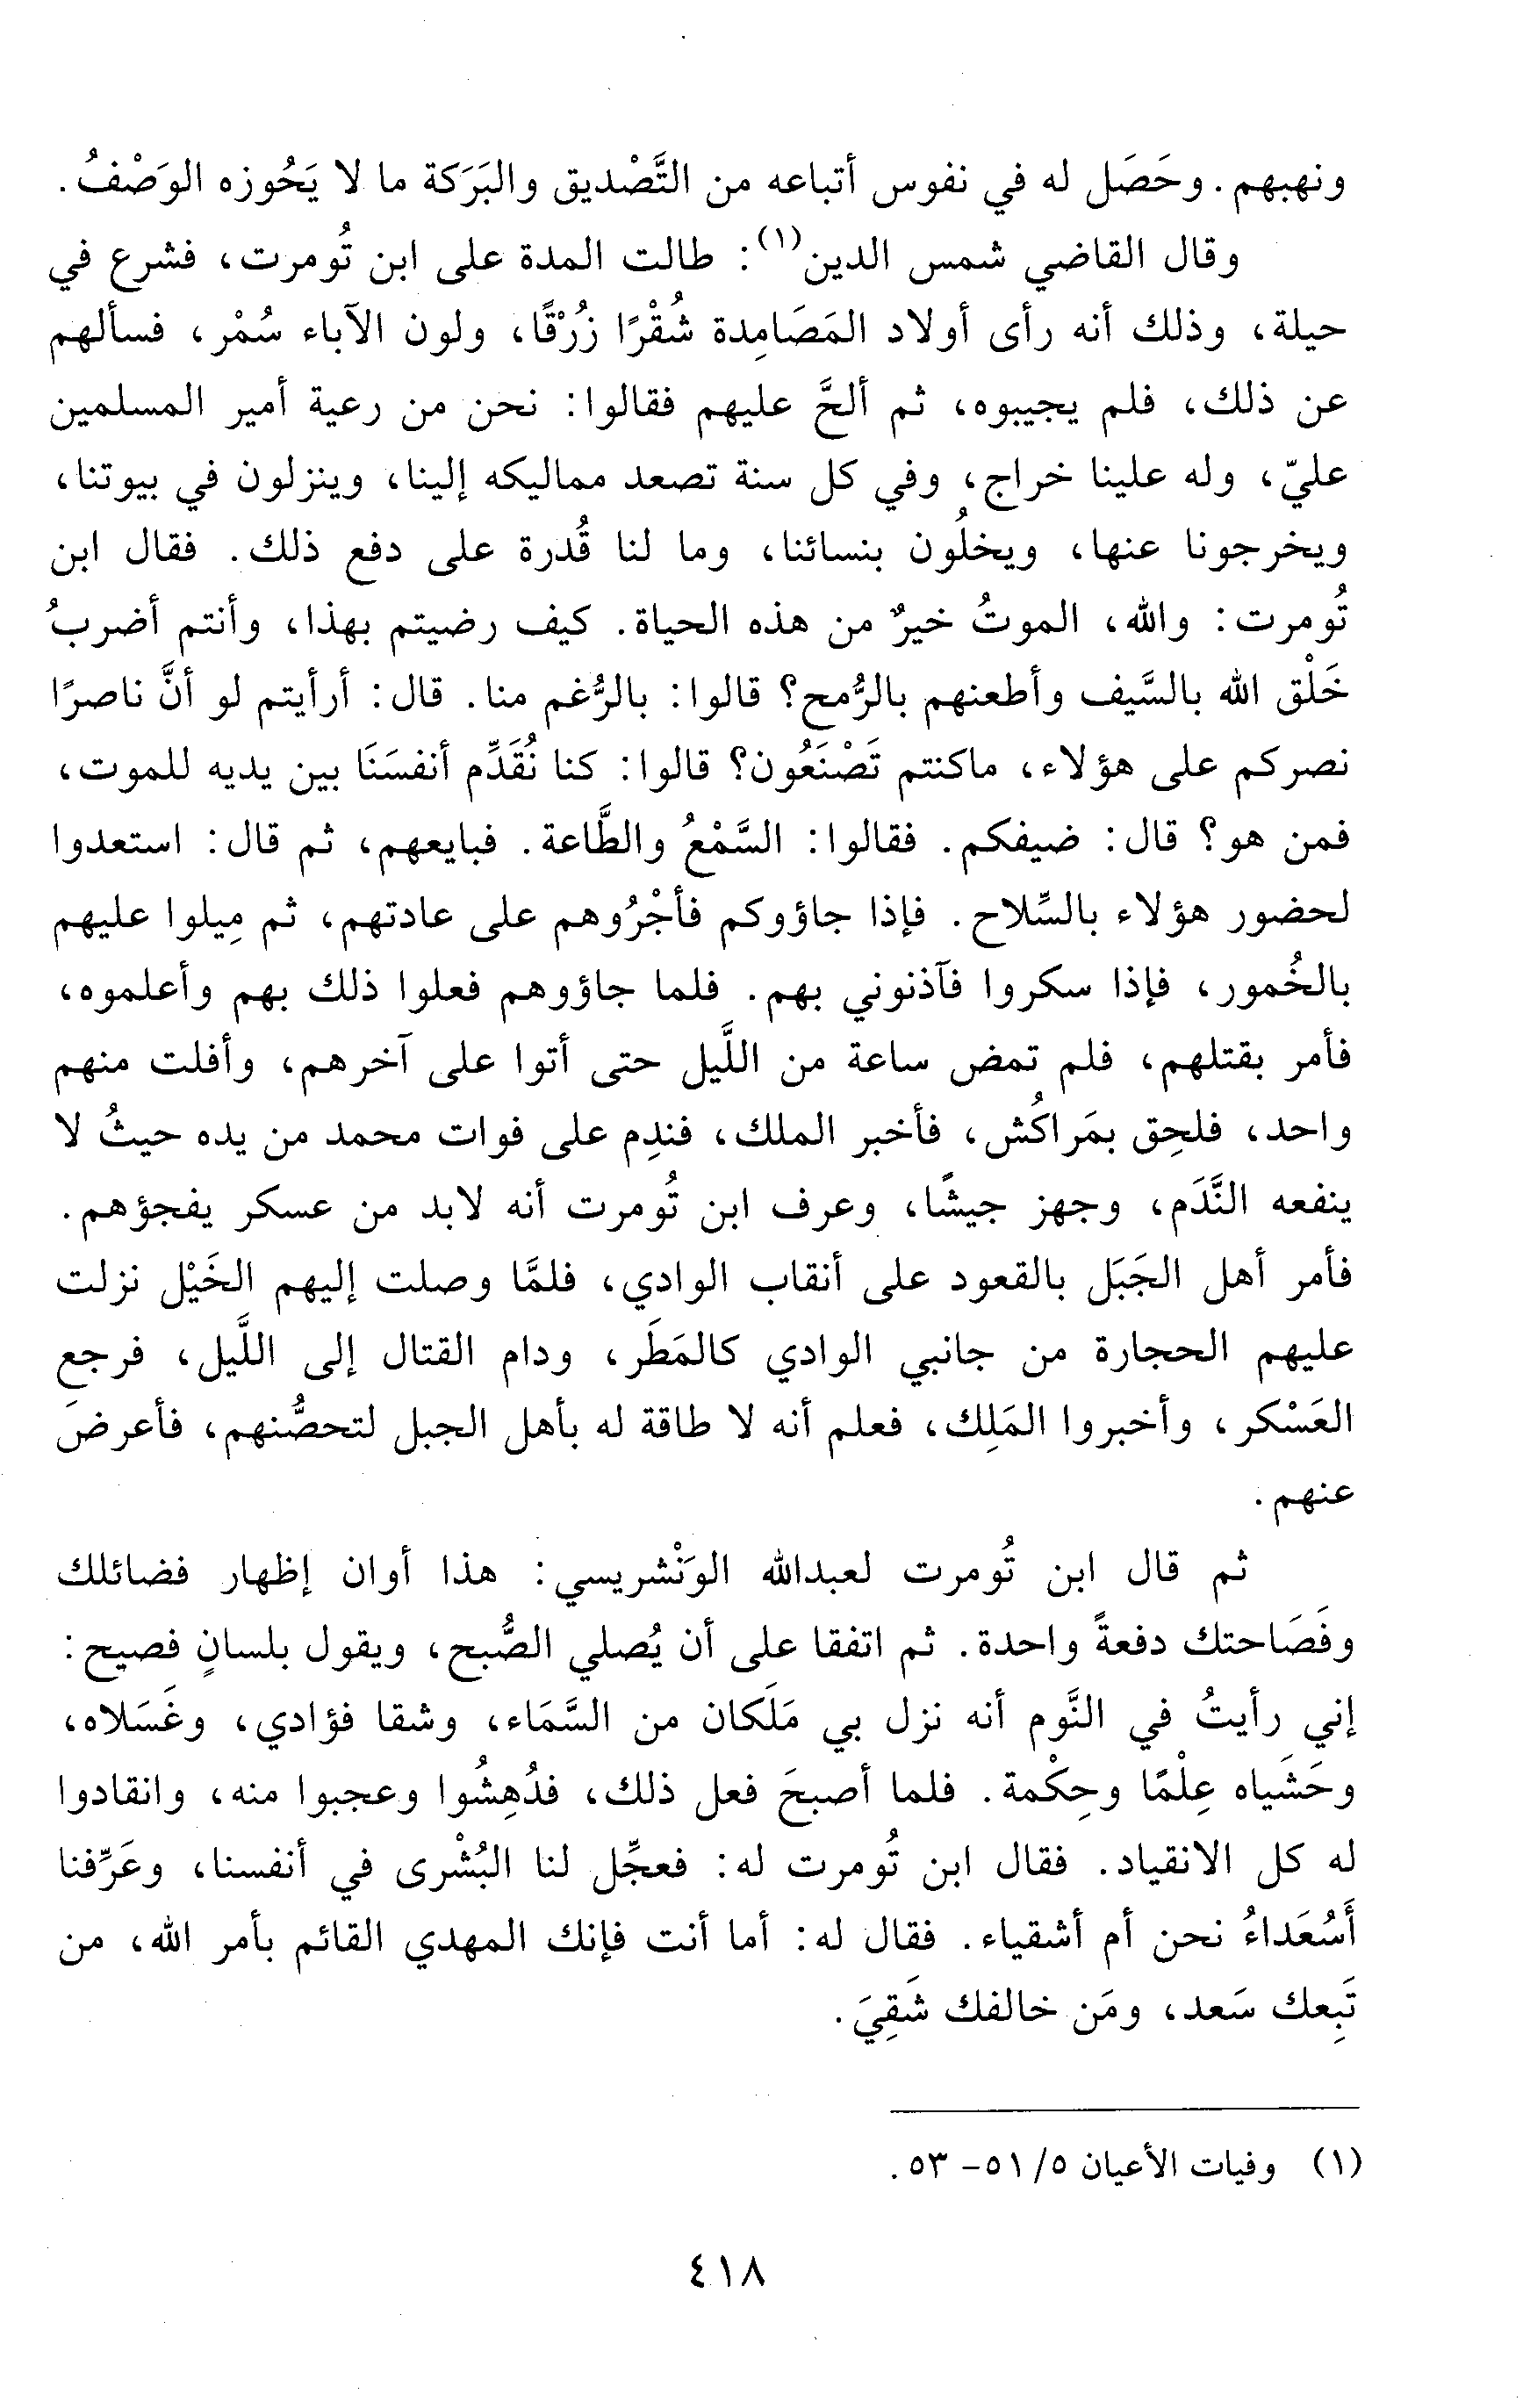 ونهبهم. وحَصَل له في نفوس أتباعه من التَّصْديق والبَرَكة ما لا يَحُوزه الوَصْفُ.
وقال القاضي شمس الدين(١): طالت المدة على ابن تُومرت، فشرع في
حيلة، وذلك أنه رأى أولاد المَصَامِدة شُقْرًا زُرْقًا، ولون الآباء سُمْر، فسألهم
عن ذلك، فلم يجيبوه، ثم ألحَّ عليهم فقالوا: نحن من رعية أمير المسلمين
عليّ، وله علينا خراج، وفي كل سنة تصعد مماليكه إلينا، وينزلون في بيوتنا،
ويخرجونا عنها، ويخلُون بنسائنا، وما لنا قُدرة على دفع ذلك. فقال ابن
تُومرت: والله، الموتُ خيرٌ من هذه الحياة. كيف رضيتم بهذا، وأنتم أضربُ
خَلْق الله بالسَّيف وأطعنهم بالرُّمح؟ قالوا: بالرُّغم منا. قال: أرأيتم لو أنَّ ناصرًا
نصركم على هؤلاء، ماكنتم تَصْنَعُون؟ قالوا: كنا نُقَدِّم أنفسَنَا بين يديه للموت،
فمن هو؟ قال: ضيفكم. فقالوا: السَّمْعُ والطَّاعة. فبايعهم، ثم قال: استعدوا
لحضور هؤلاء بالسِّلاح. فإذا جاؤوكم فأجْرُوهم على عادتهم، ثم مِيلوا عليهم
بالخُمور، فإذا سكروا فآذنوني بهم. فلما جاؤوهم فعلوا ذلك بهم وأعلموه،
فأمر بقتلهم، فلم تمض ساعة من اللَّيل حتى أتوا على آخرهم، وأفلت منهم
واحد، فلحِق بمَراكُش، فأخبر الملك، فندِم على فوات محمد من يده حيثُ لا
ينفعه النَّدَم، وجهز جيشًا، وعرف ابن تُومرت أنه لابد من عسكر يفجؤهم.
فأمر أهل الجَبَل بالقعود على أنقاب الوادي، فلمَّا وصلت إليهم الخَيْل نزلت
عليهم الحجارة من جانبي الوادي كالمَطَر، ودام القتال إلى اللَّيل، فرجع
العَسْكر، وأخبروا المَلِك، فعلم أنه لا طاقة له بأهل الجبل لتحصُّنهم، فأعرضَ
عنهم.
ثم قال ابن تُومرت لعبدالله الوَنْشريسي: هذا أوان إظهار فضائلك
وفَصَاحتك دفعةً واحدة. ثم اتفقا على أن يُصلي الصُّبح، ويقول بلسانٍ فصيح:
إني رأيتُ في النَّوم أنه نزل بي مَلَكان من السَّمَاء، وشقا فؤادي، وغَسَلاه،
وحَشَياه عِلْمًا وحِكْمة. فلما أصبحَ فعل ذلك، فدُهِشُوا وعجبوا منه، وانقادوا
له كل الانقياد. فقال ابن تُومرت له: فعجِّل لنا البُشْرى في أنفسنا، وعَرِّفنا
أَسُعَداءُ نحن أم أشقياء. فقال له: أما أنت فإنك المهدي القائم بأمر الله، من
تَبِعك سَعد، ومَن خالفك شَقِيَ.
(١) وفيات الأعيان ٥/ ٥١- ٥٣.
٤١٨